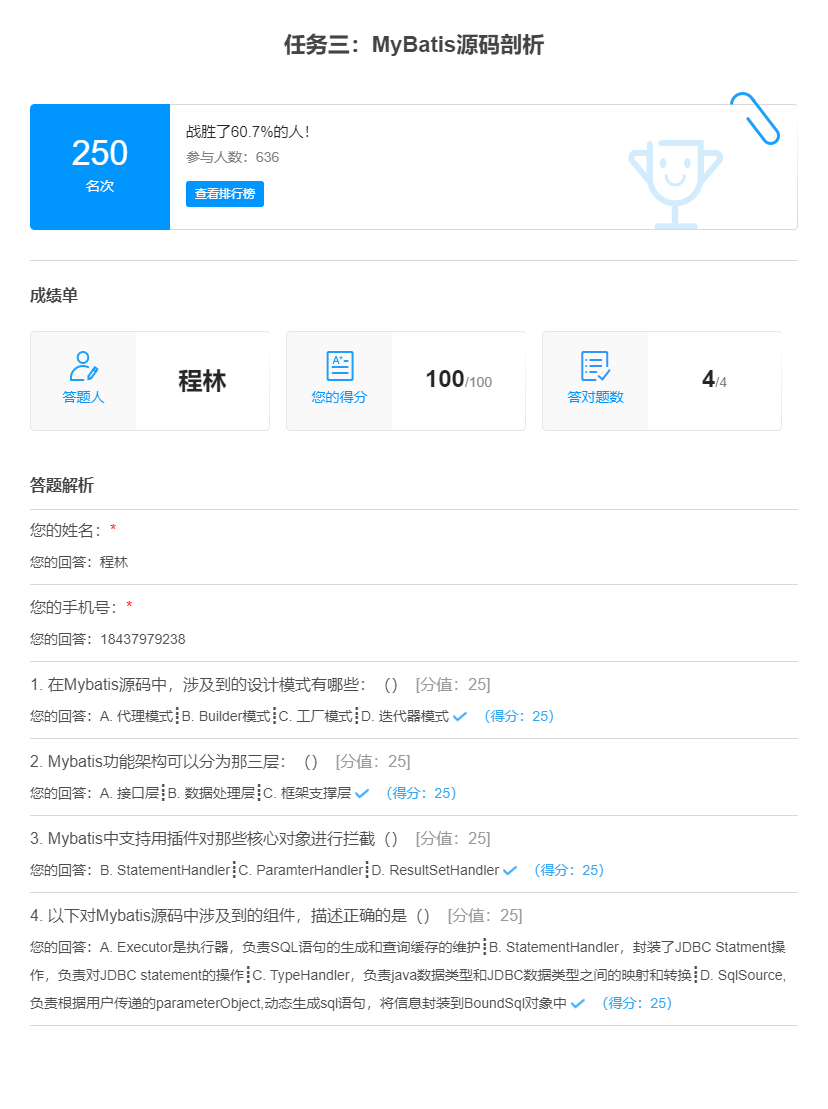 任务三：MyBatis源码剖析
250
名次
战胜了60.7%的人！
参与人数：636
查看排行榜
成绩单
答题人
程林
您的得分
100/100
答对题数
4/4
答题解析
您的姓名：*
您的回答：程林
您的手机号：*
您的回答：18437979238
1. 在Mybatis源码中，涉及到的设计模式有哪些：（） [分值：25]
您的回答：A. 代理模式┋B. Builder模式┋C. 工厂模式┋D. 迭代器模式 （得分：25）
2. Mybatis功能架构可以分为那三层：（） [分值：25]
您的回答：A. 接口层┋B. 数据处理层┋C. 框架支撑层 （得分：25）
3. Mybatis中支持用插件对那些核心对象进行拦截（） [分值：25]
您的回答：B. StatementHandler┋C. ParamterHandler┋D. ResultSetHandler （得分：25）
4. 以下对Mybatis源码中涉及到的组件，描述正确的是（） [分值：25]
您的回答：A. Executor是执行器，负责SQL语句的生成和查询缓存的维护┋B. StatementHandler，封装了JDBC Statment操
作，负责对JDBC statement的操作┋C. TypeHandler，负责java数据类型和JDBC数据类型之间的映射和转换┋D. SqlSource,
负责根据用户传递的parameterObject,动态生成sql语句，将信息封装到BoundSql对象中 （得分：25）